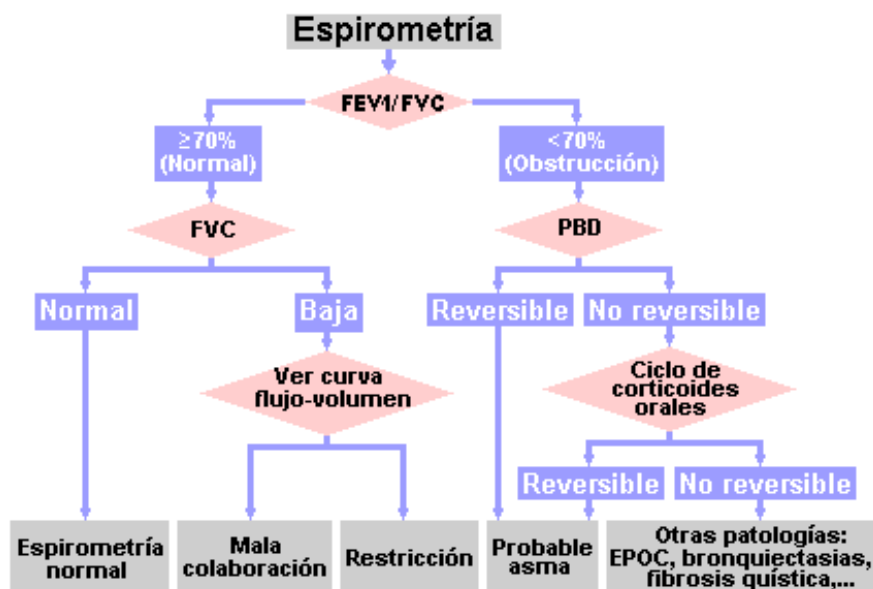 Espirometría
FEV1/FVC
≥70%
(Normal)
<70%
(Obstrucción)
FVC
PBD
Normal
Baja
Reversible
No reversible
Ver curva
flujo-volumen
Ciclo de
corticoides
orales
Reversible
No reversible
Espirometría
normal
Mala
colaboración
Restricción
Probable
asma
Otras patologías:
EPOC, bronquiectasias,
fibrosis quística,...